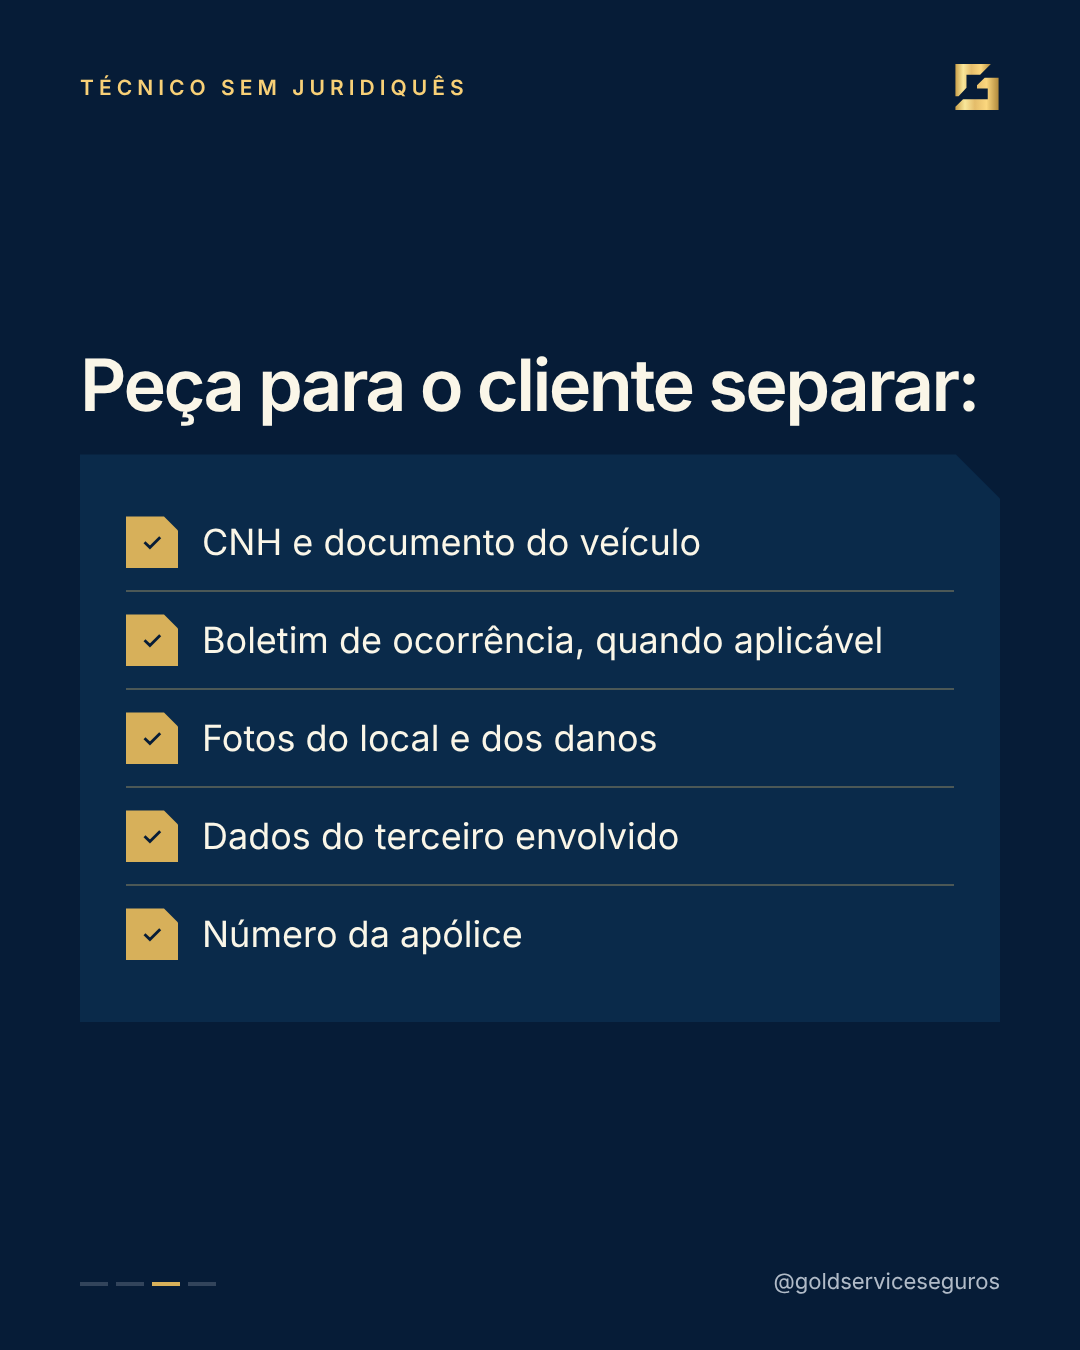 TÉCNICO SEM JURIDIQUÊS
Peça para o cliente separar:
CNH e documento do veículo
Boletim de ocorrência, quando aplicável
Fotos do local e dos danos
Dados do terceiro envolvido
Número da apólice
@goldserviceseguros